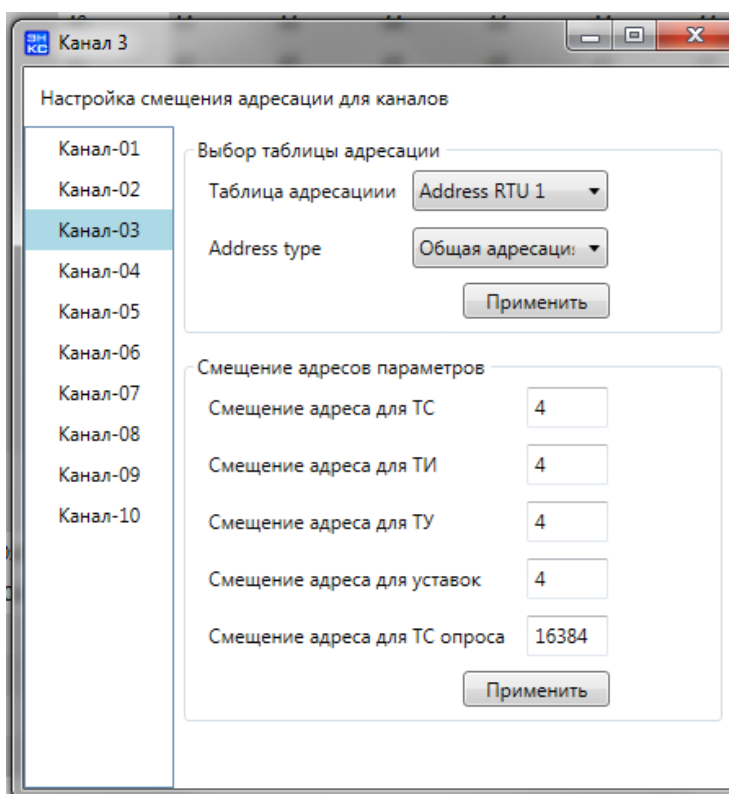 ЭН
КС
Канал 3
Настройка смещения адресации для каналов
Канал-01
Канал-02
Канал-03
Канал-04
Канал-05
Канал-06
Канал-07
Канал-08
Канал-09
Канал-10
Выбор таблицы адресации
Таблица адресациии Address RTU 1
Address type Общая адресаци
Применить
Смещение адресов параметров
Смещение адреса для ТС 4
Смещение адреса для ТИ 4
Смещение адреса для ТУ 4
Смещение адреса для уставок 4
Смещение адреса для ТС опроса 16384
Применить